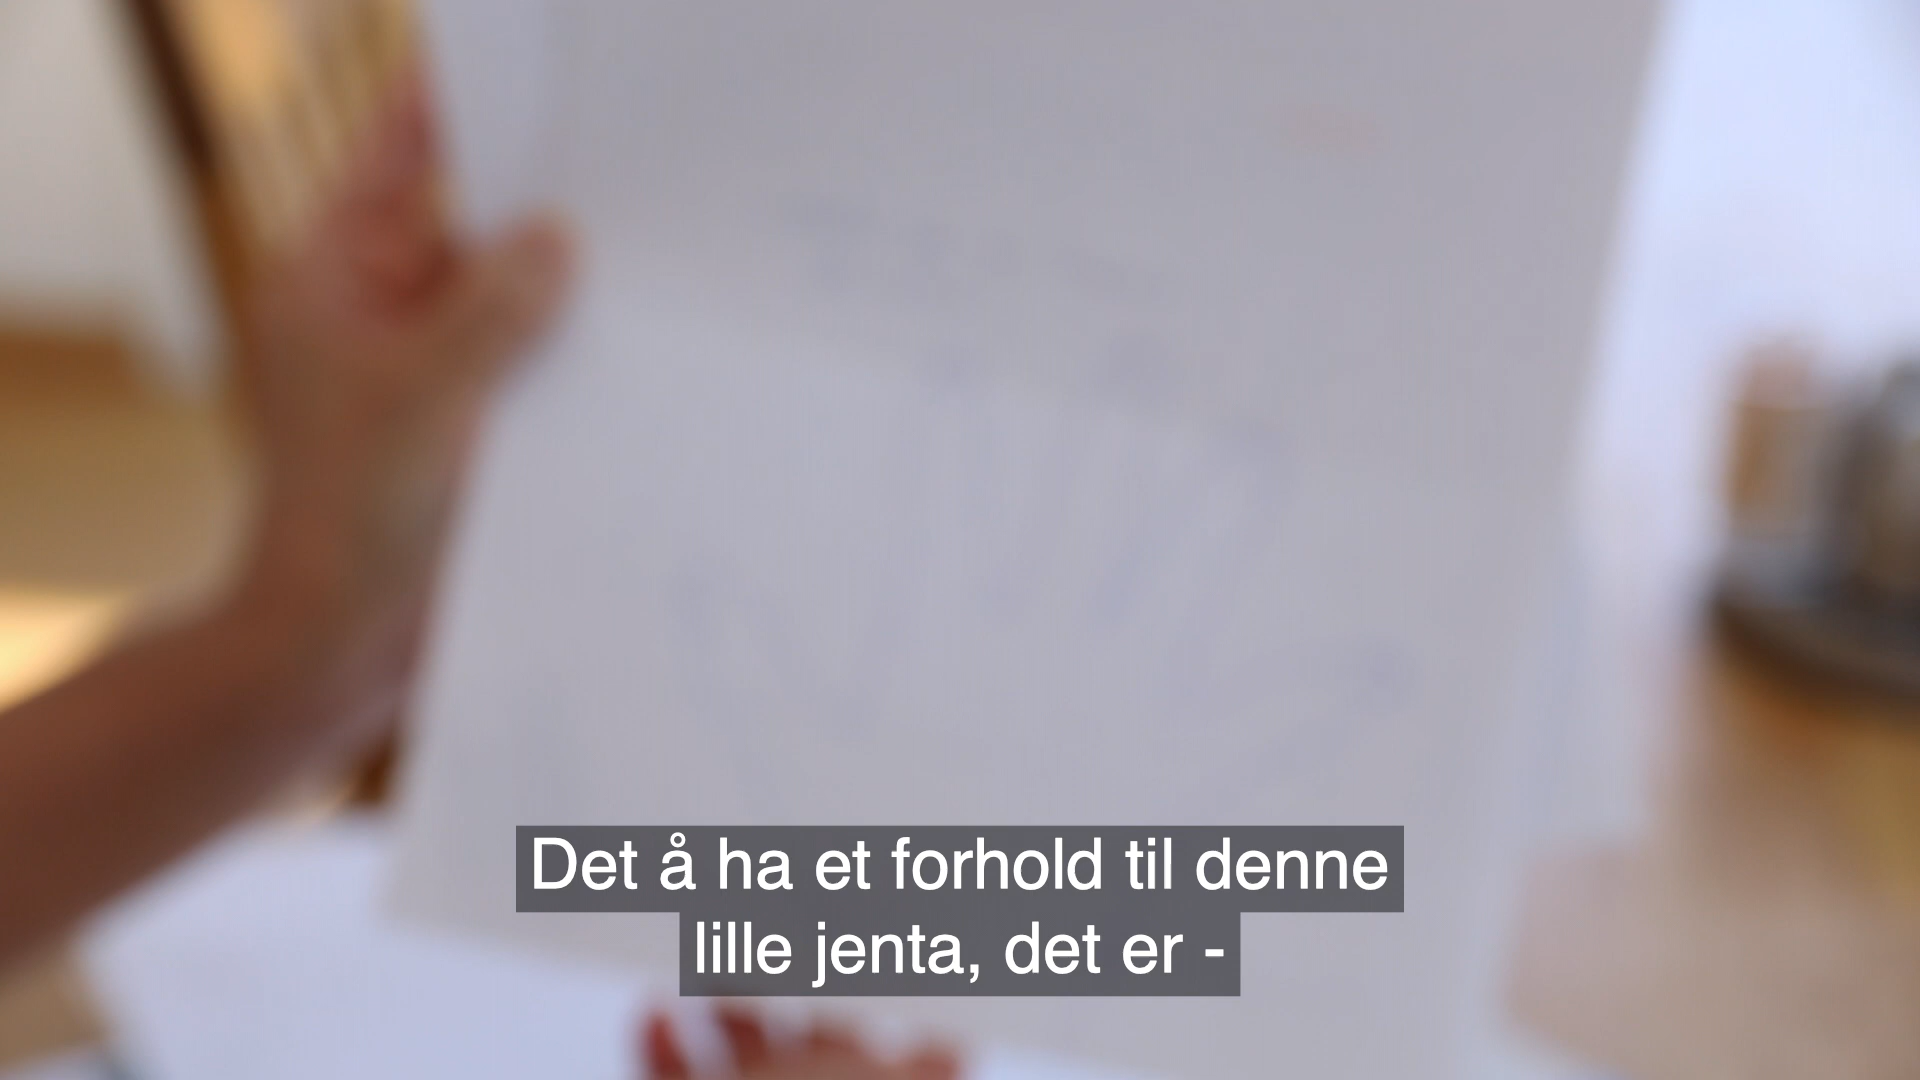 Det å ha et forhold til denne
lille jenta, det er -